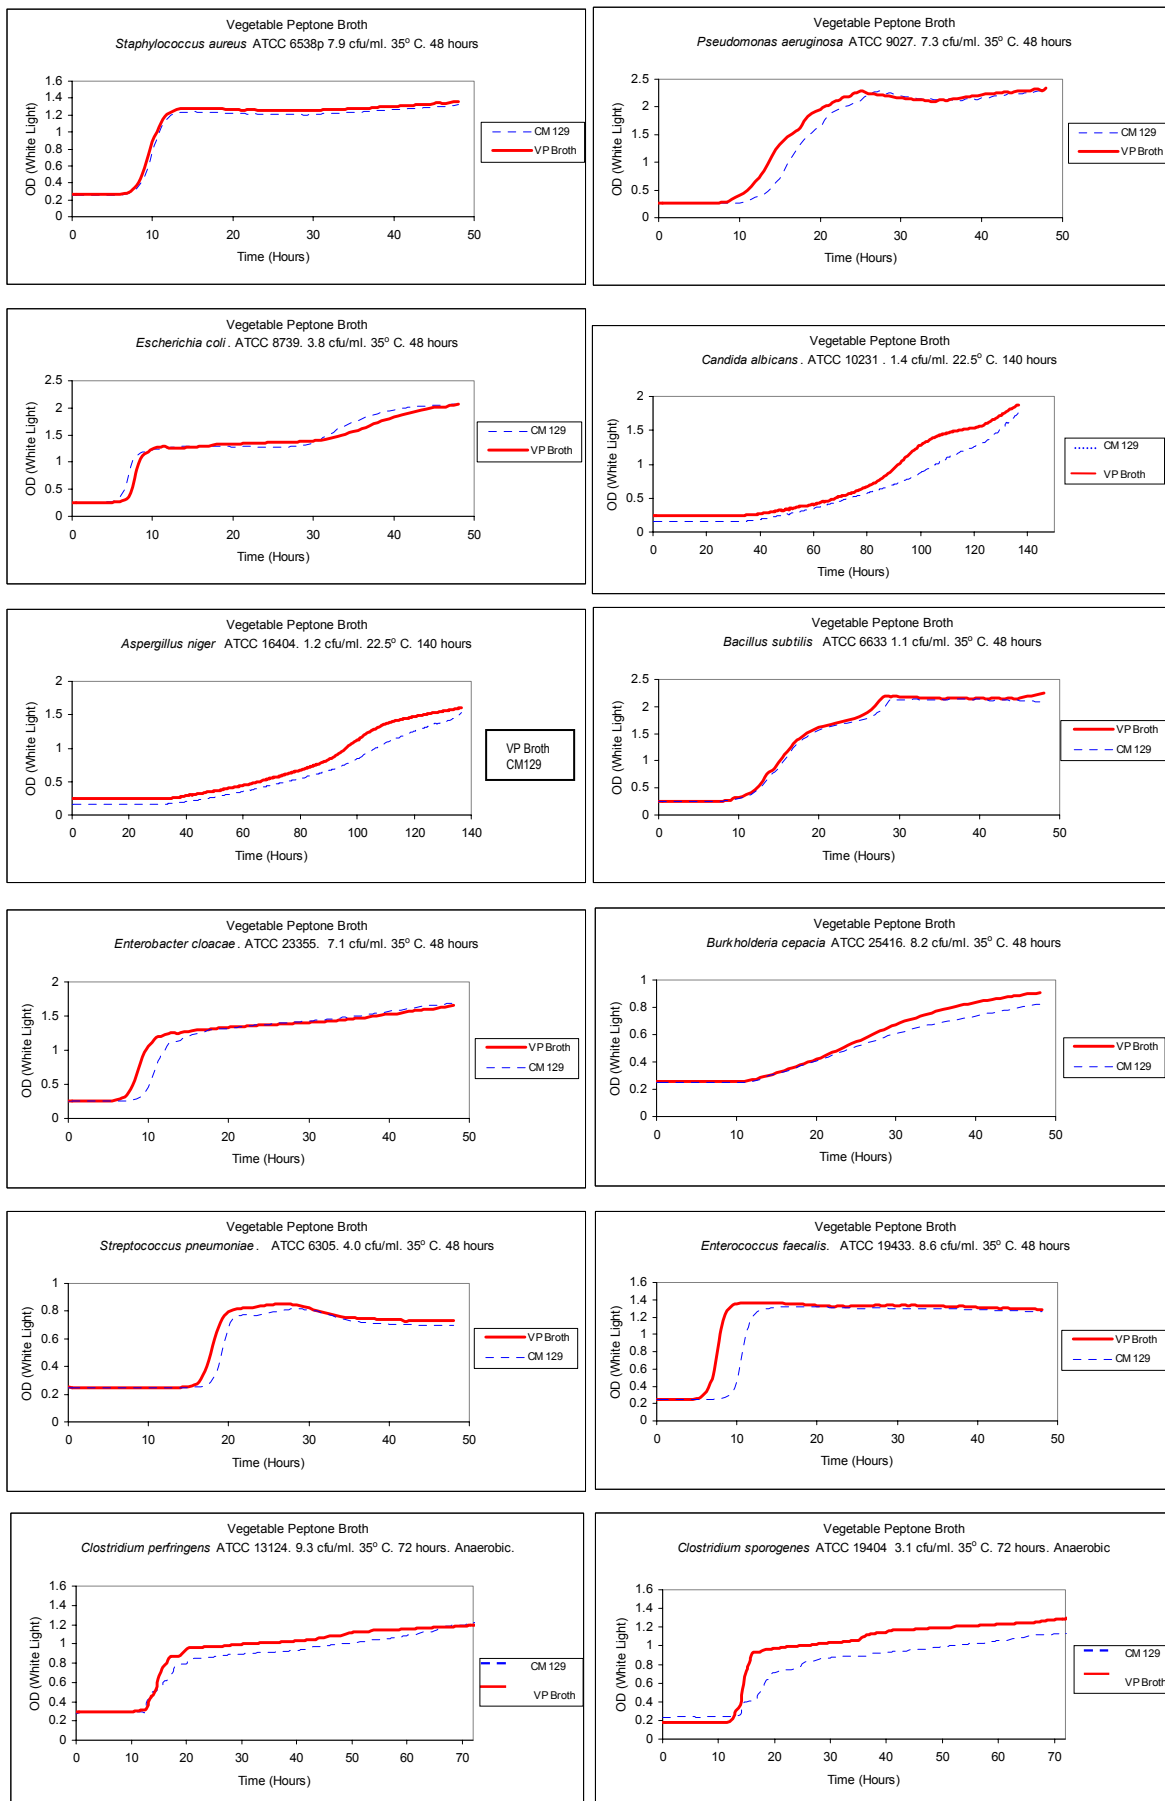 Vegetable Peptone Broth
Staphylococcus aureus ATCC 6538p 7.9 cfu/ml. 35° C. 48 hours
OD (White Light)
1.6
1.4
1.2
1
0.8
0.6
0.4
0.2
0
0 10 20 30 40 50
Time (Hours)
CM 129
VP Broth
Vegetable Peptone Broth
Pseudomonas aeruginosa ATCC 9027. 7.3 cfu/ml. 35° C. 48 hours
OD (White Light)
2.5
2
1.5
1
0.5
0
0 10 20 30 40 50
Time (Hours)
CM 129
VP Broth
Vegetable Peptone Broth
Escherichia coli. ATCC 8739. 3.8 cfu/ml. 35° C. 48 hours
OD (White Light)
2.5
2
1.5
1
0.5
0
0 10 20 30 40 50
Time (Hours)
CM 129
VP Broth
Vegetable Peptone Broth
Candida albicans. ATCC 10231 . 1.4 cfu/ml. 22.5° C. 140 hours
OD (White Light)
2
1.5
1
0.5
0
0 20 40 60 80 100 120 140
Time (Hours)
CM 129
VP Broth
Vegetable Peptone Broth
Aspergillus niger ATCC 16404. 1.2 cfu/ml. 22.5° C. 140 hours
OD (White Light)
2
1.5
1
0.5
0
0 20 40 60 80 100 120 140
Time (Hours)
VP Broth
CM129
Vegetable Peptone Broth
Bacillus subtilis ATCC 6633 1.1 cfu/ml. 35° C. 48 hours
OD (White Light)
2.5
2
1.5
1
0.5
0
0 10 20 30 40 50
Time (Hours)
VP Broth
CM 129
Vegetable Peptone Broth
Enterobacter cloacae. ATCC 23355. 7.1 cfu/ml. 35° C. 48 hours
OD (White Light)
2
1.5
1
0.5
0
0 10 20 30 40 50
Time (Hours)
VP Broth
CM 129
Vegetable Peptone Broth
Burkholderia cepacia ATCC 25416. 8.2 cfu/ml. 35° C. 48 hours
OD (White Light)
1
0.8
0.6
0.4
0.2
0
0 10 20 30 40 50
Time (Hours)
VP Broth
CM 129
Vegetable Peptone Broth
Streptococcus pneumoniae. ATCC 6305. 4.0 cfu/ml. 35° C. 48 hours
OD (White Light)
1
0.8
0.6
0.4
0.2
0
0 10 20 30 40 50
Time (Hours)
VP Broth
CM 129
Vegetable Peptone Broth
Enterococcus faecalis. ATCC 19433. 8.6 cfu/ml. 35° C. 48 hours
OD (White Light)
1.6
1.4
1.2
1
0.8
0.6
0.4
0.2
0
0 10 20 30 40 50
Time (Hours)
VP Broth
CM 129
Vegetable Peptone Broth
Clostridium perfringens ATCC 13124. 9.3 cfu/ml. 35° C. 72 hours. Anaerobic.
OD (White Light)
1.6
1.4
1.2
1
0.8
0.6
0.4
0.2
0
0 10 20 30 40 50 60 70
Time (Hours)
CM 129
VP Broth
Vegetable Peptone Broth
Clostridium sporogenes ATCC 19404 3.1 cfu/ml. 35° C. 72 hours. Anaerobic
OD (White Light)
1.6
1.4
1.2
1
0.8
0.6
0.4
0.2
0
0 10 20 30 40 50 60 70
Time (Hours)
CM 129
VP Broth